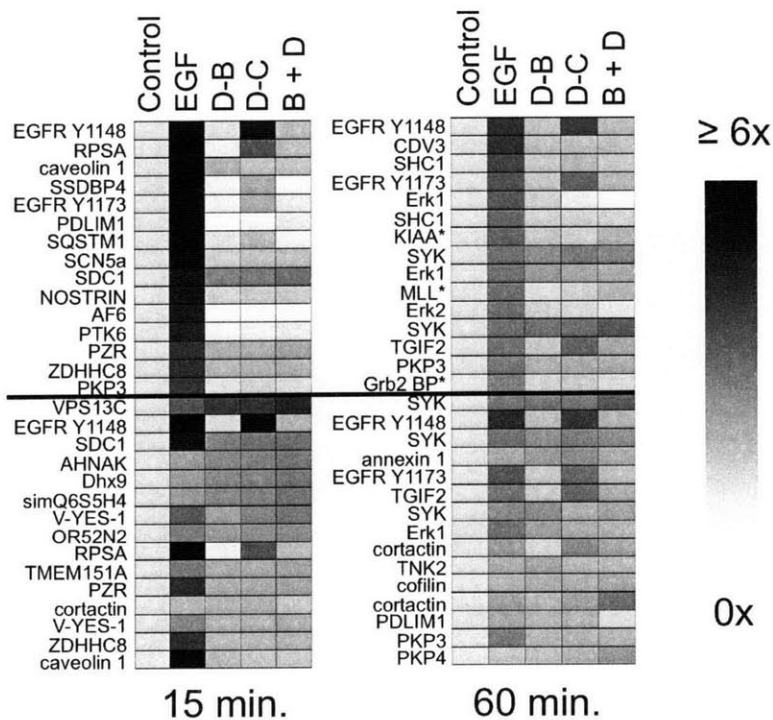 Control EGF D-B D-C B + D
EGFR Y1148
RPSA
caveolin 1
SSDBP4
EGFR Y1173
PDLIM1
SQSTM1
SCN5a
SDC1
NOSTRIN
AF6
PTK6
PZR
ZDHHC8
PKP3
VPS13C
EGFR Y1148
SDC1
AHNAK
Dhx9
simQ6S5H4
V-YES-1
OR52N2
RPSA
TMEM151A
PZR
cortactin
V-YES-1
ZDHHC8
caveolin 1
15 min.
Control EGF D-B D-C B + D
EGFR Y1148
CDV3
SHC1
EGFR Y1173
Erk1
SHC1
KIAA*
SYK
Erk1
MLL*
Erk2
SYK
TGIF2
PKP3
Grb2 BP*
SYK
EGFR Y1148
SYK
annexin 1
EGFR Y1173
TGIF2
SYK
Erk1
cortactin
TNK2
cofilin
cortactin
PDLIM1
PKP3
PKP4
60 min.
≥ 6x
0x